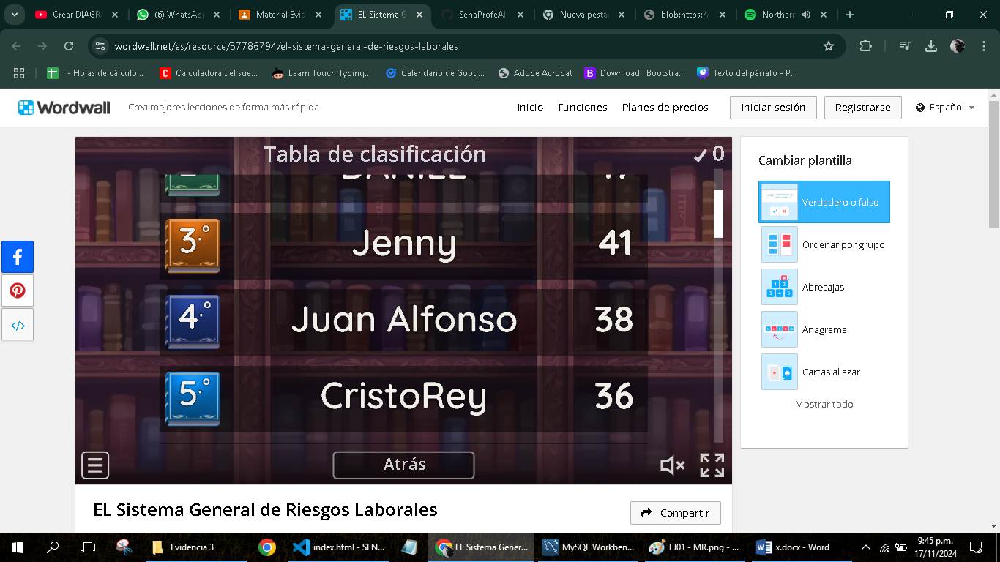 Crear DIAGRA
(6) WhatsApp
Material Evid
EL Sistema G
SenaProfeAlb
Nueva pestañ
blob:https://
Northern
wordwall.net/es/resource/57786794/el-sistema-general-de-riesgos-laborales
. - Hojas de cálculo...
Calculadora del sue...
Learn Touch Typing...
Calendario de Goog...
Adobe Acrobat
Download · Bootstra...
Texto del párrafo - P...
Wordwall
Crea mejores lecciones de forma más rápida
Inicio
Funciones
Planes de precios
Iniciar sesión
Registrarse
Español
Tabla de clasificación
0
DANIEL
3.º
Jenny
41
4.º
Juan Alfonso
38
5.º
CristoRey
36
Atrás
Cambiar plantilla
Verdadero o falso
Ordenar por grupo
Abrecajas
Anagrama
Cartas al azar
Mostrar todo
EL Sistema General de Riesgos Laborales
Compartir
Evidencia 3
index.html - SEN...
EL Sistema Gener...
MySQL Workben...
EJ01 - MR.png - ...
x.docx - Word
9:45 p.m.
17/11/2024